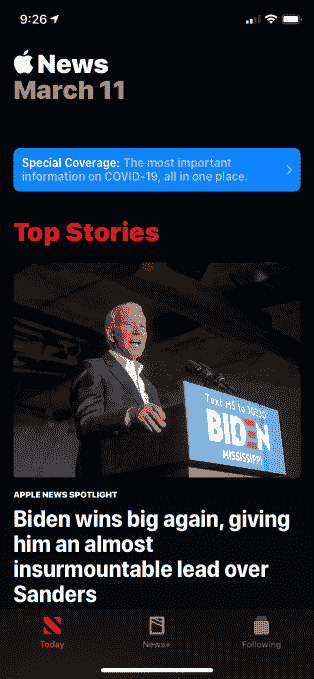 9:26
News
March 11
Special Coverage: The most important
information on COVID-19, all in one place.
Top Stories
Text MS to 30330
BIDEN
MISSISSIPPI
APPLE NEWS SPOTLIGHT
Biden wins big again, giving
him an almost
insurmountable lead over
Sanders
Today
News+
Following